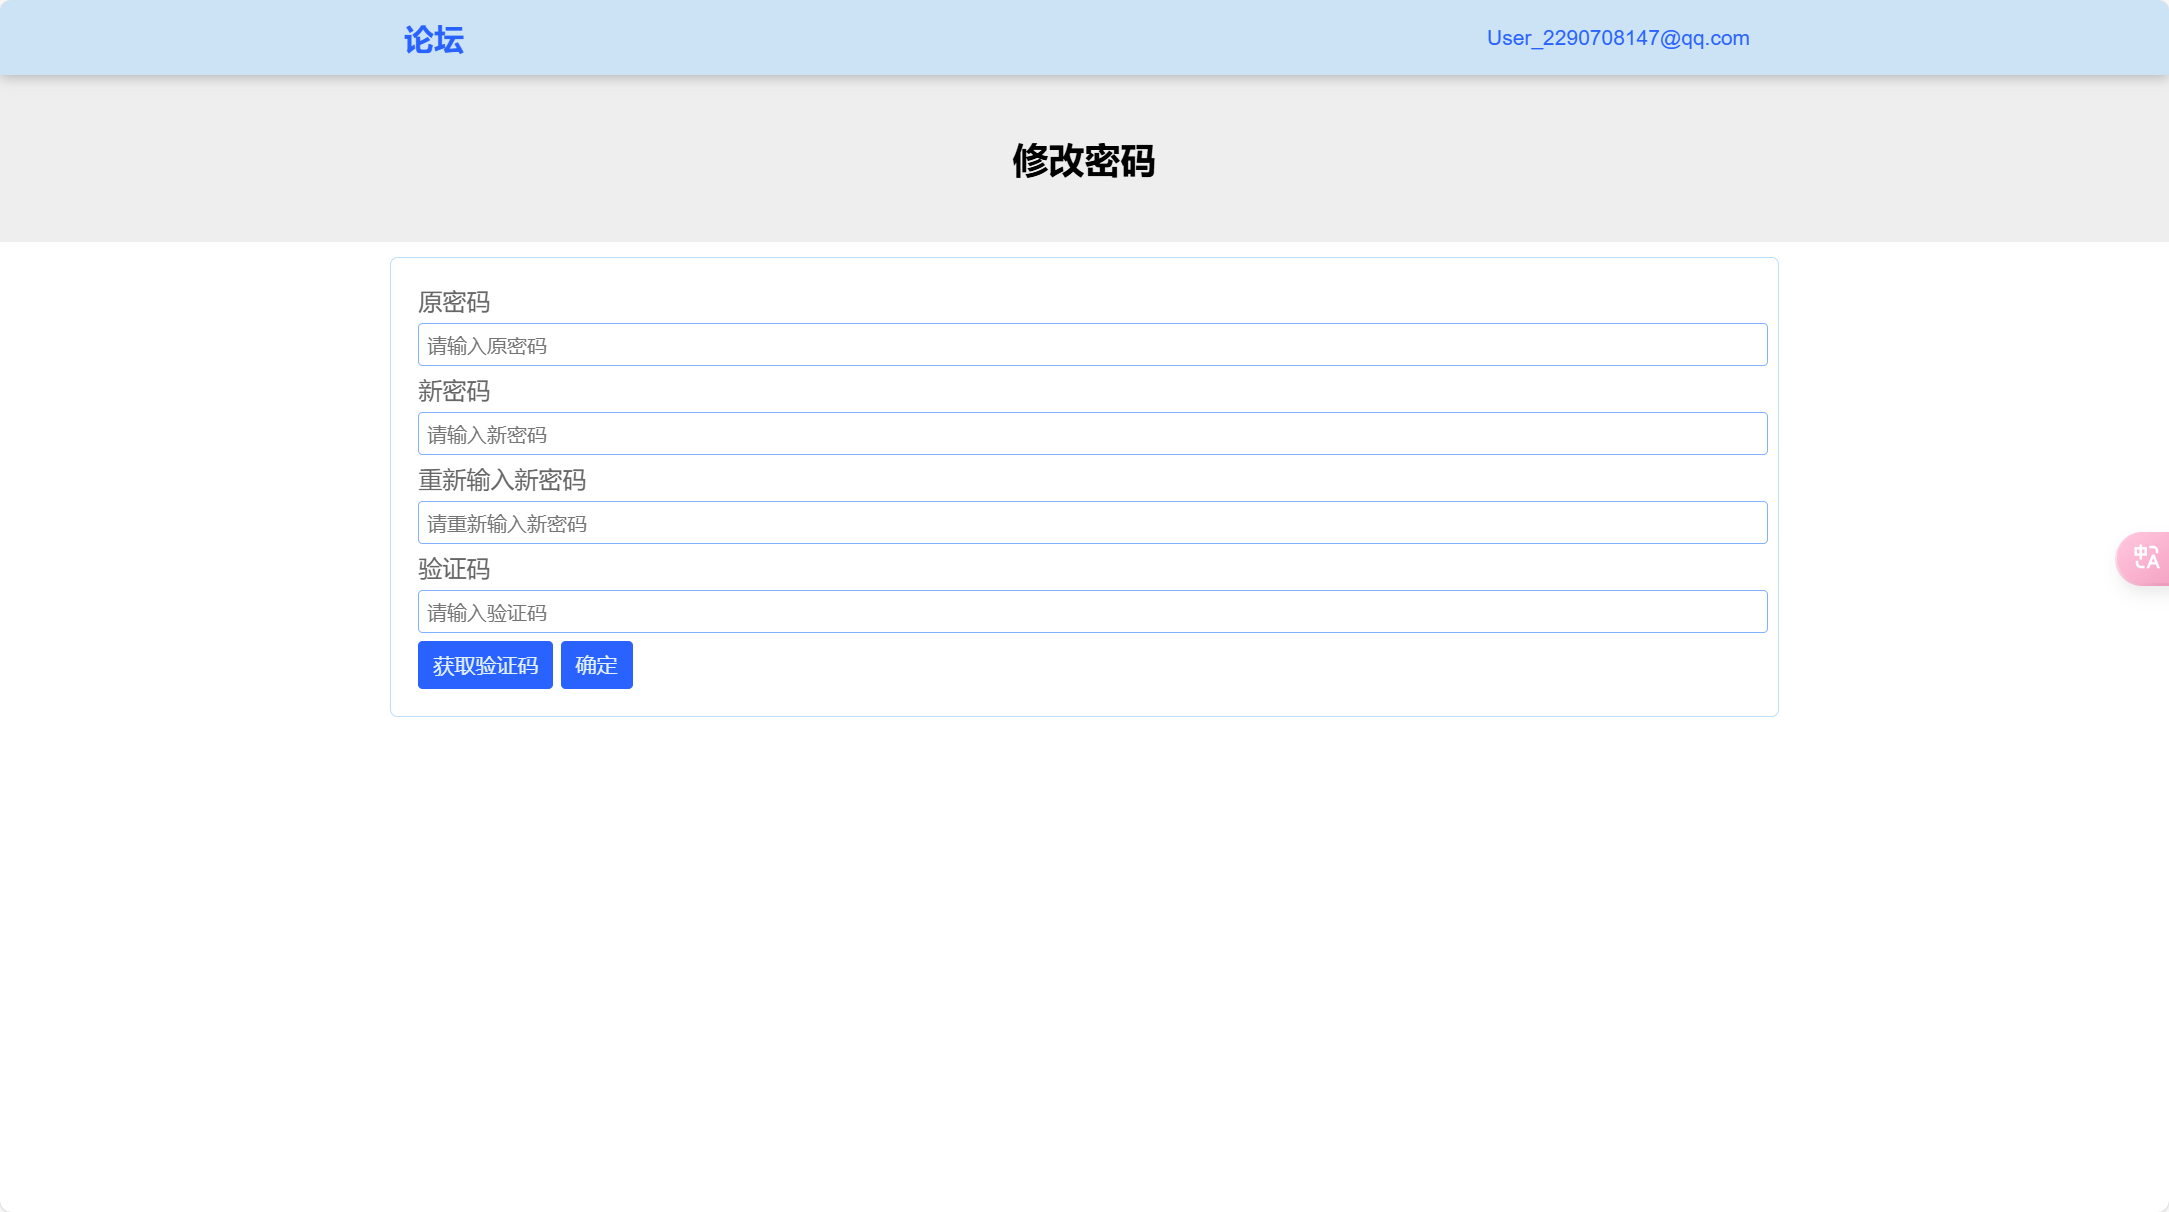 论坛
User_2290708147@qq.com
修改密码
原密码
请输入原密码
新密码
请输入新密码
重新输入新密码
请重新输入新密码
验证码
请输入验证码
获取验证码 确定
中A